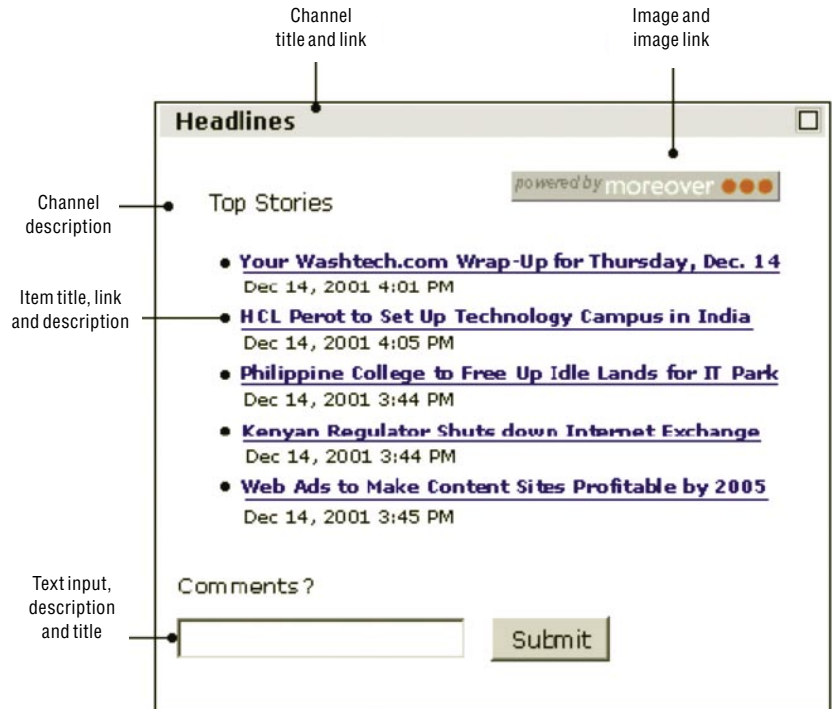 Channel
title and link
Image and
image link
Headlines
powered by moreover
Channel
description
Top Stories
Your Washtech.com Wrap-Up for Thursday, Dec. 14
Dec 14, 2001 4:01 PM
Item title, link
and description
HCL Perot to Set Up Technology Campus in India
Dec 14, 2001 4:05 PM
Philippine College to Free Up Idle Lands for IT Park
Dec 14, 2001 3:44 PM
Kenyan Regulator Shuts down Internet Exchange
Dec 14, 2001 3:44 PM
Web Ads to Make Content Sites Profitable by 2005
Dec 14, 2001 3:45 PM
Text input,
description
and title
Comments?
Submit